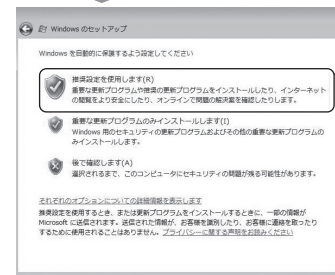 Windows のセットアップ
Windows を自動的に保護するよう設定してください
推奨設定を使用します(R)
重要な更新プログラムや推奨の更新プログラムをインストールしたり、インターネット
の閲覧をより安全にしたり、オンラインで問題の解決策を確認したりします。
重要な更新プログラムのみインストールします(I)
Windows 用のセキュリティの更新プログラムおよびその他の重要な更新プログラムの
みインストールします。
後で確認します(A)
選択されるまで、このコンピュータにセキュリティの問題が残る可能性があります。
それぞれのオプションについての詳細情報を表示します
推奨設定を使用するとき、または更新プログラムをインストールするときに、一部の情報が
Microsoft に送信されます。送信された情報が、お客様を識別したり、お客様に連絡を取ったり
するために使用されることはありません。プライバシーに関する声明をお読みください